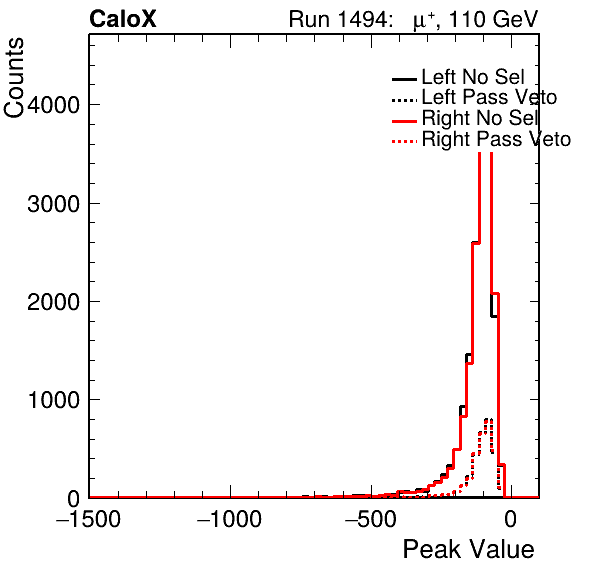 CaloX Run 1494: μ⁺, 110 GeV
Counts
Left No Sel
Left Pass Veto
Right No Sel
Right Pass Veto
4000
3000
2000
1000
0
−1500 −1000 −500 0
Peak Value